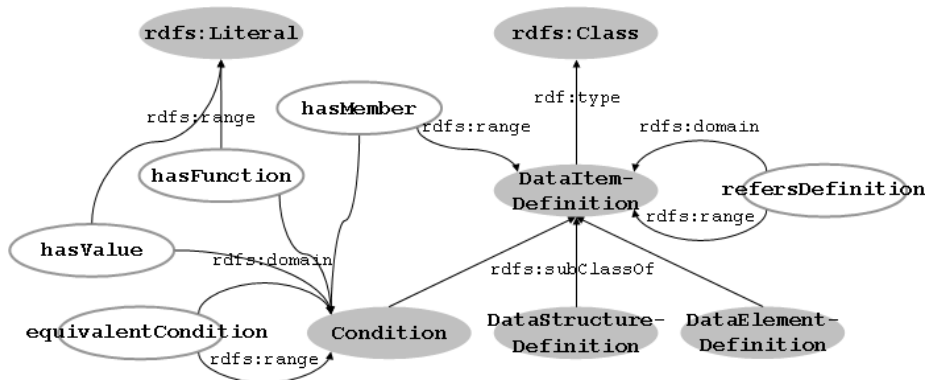 rdfs:Literal
rdfs:Class
rdf:type
hasMember
rdfs:range
rdfs:range
rdfs:domain
hasFunction
DataItem-
Definition
refersDefinition
rdfs:range
hasValue
rdfs:domain
rdfs:subClassOf
equivalentCondition
Condition
DataStructure-
Definition
DataElement-
Definition
rdfs:range